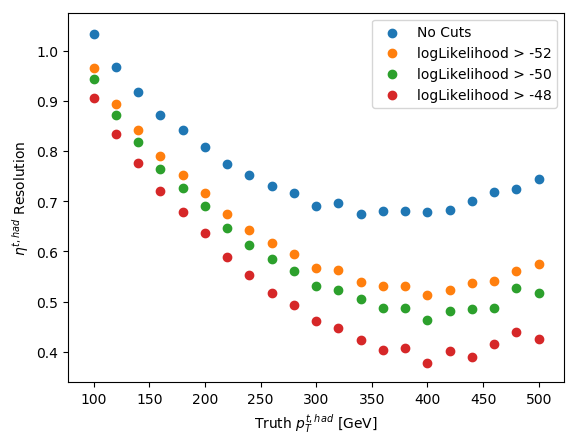 No Cuts
logLikelihood > -52
logLikelihood > -50
logLikelihood > -48
1.0
0.9
0.8
0.7
0.6
0.5
0.4
η^{t, had} Resolution
100 150 200 250 300 350 400 450 500
Truth p_T^{t, had} [GeV]